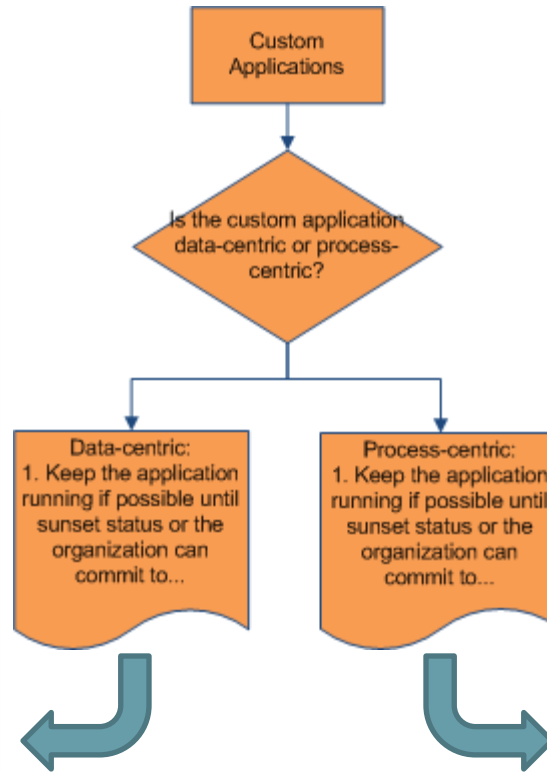 Custom
Applications
Is the custom application
data-centric or process-
centric?
Data-centric:
1. Keep the application
running if possible until
sunset status or the
organization can
commit to...
Process-centric:
1. Keep the application
running if possible until
sunset status or the
organization can
commit to...